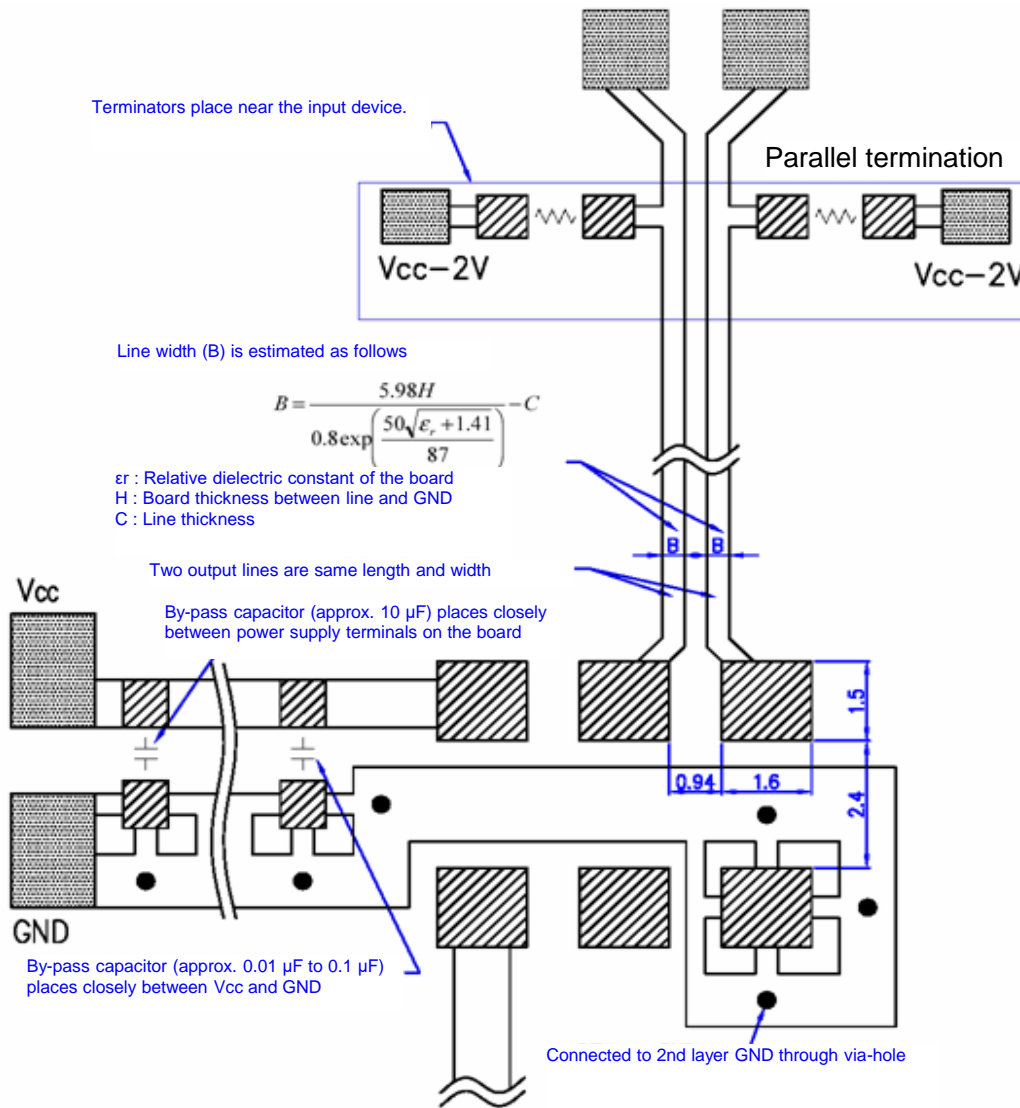 Terminators place near the input device.
Parallel termination
Vcc−2V
Vcc−2V
Line width (B) is estimated as follows
B = 5.98H / (0.8 exp(50√(εr + 1.41) / 87)) − C
εr : Relative dielectric constant of the board
H : Board thickness between line and GND
C : Line thickness
B
B
Two output lines are same length and width
Vcc
By-pass capacitor (approx. 10 μF) places closely
between power supply terminals on the board
1.5
0.94
1.6
2.4
GND
By-pass capacitor (approx. 0.01 μF to 0.1 μF)
places closely between Vcc and GND
Connected to 2nd layer GND through via-hole